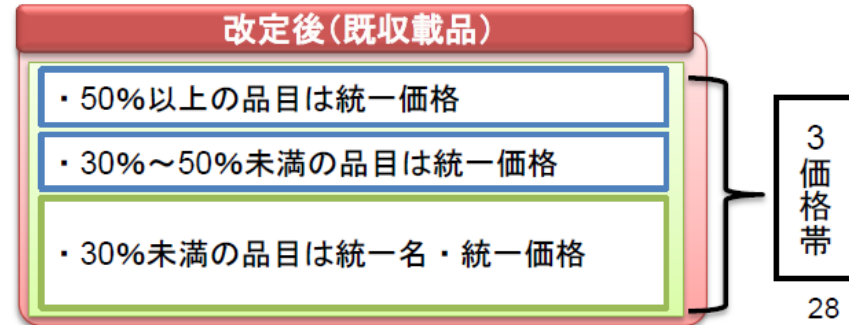 改定後(既収載品)
・50%以上の品目は統一価格
・30%～50%未満の品目は統一価格
・30%未満の品目は統一名・統一価格
3価格帯
28